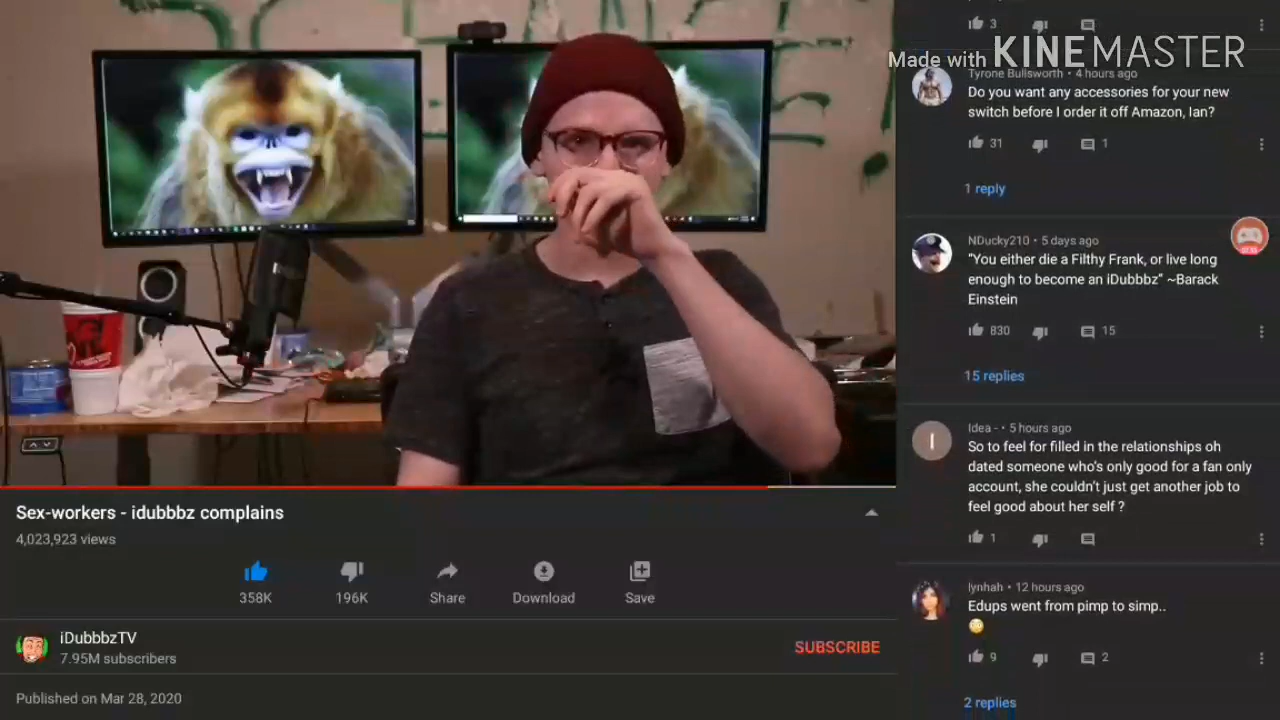 3
Made with KINEMASTER
Tyrone Bulisworth • 4 hours ago
Do you want any accessories for your new
switch before I order it off Amazon, Ian?
31
1
1 reply
NDucky210 • 5 days ago
“You either die a Filthy Frank, or live long
enough to become an iDubbbz” ~Barack
Einstein
830
15
15 replies
Idea - • 5 hours ago
I
So to feel for filled in the relationships oh
dated someone who's only good for a fan only
account, she couldn't just get another job to
feel good about her self ?
1
lynhah • 12 hours ago
Edups went from pimp to simp..
9
2
2 replies
Sex-workers - idubbbz complains
4,023,923 views
358K
196K
Share
Download
Save
iDubbbzTV
7.95M subscribers
SUBSCRIBE
Published on Mar 28, 2020